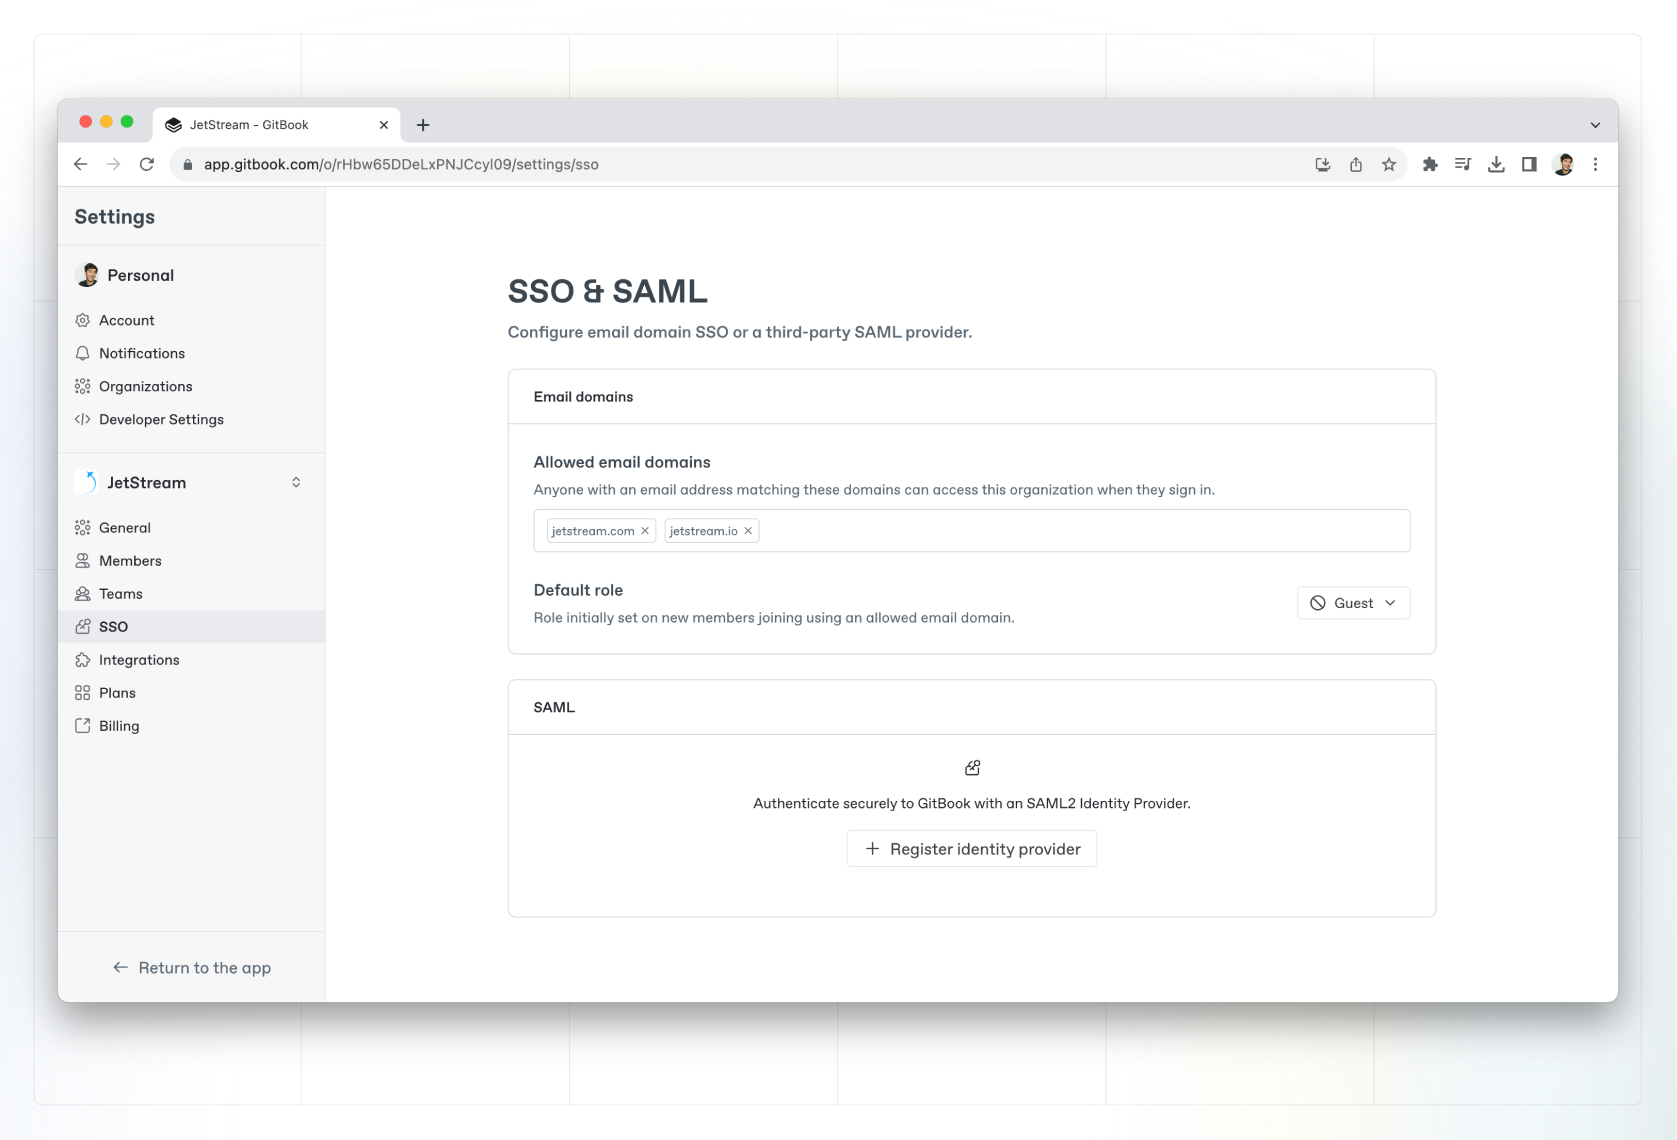 JetStream - GitBook
app.gitbook.com/o/rHbw65DDeLxPNJCcyl09/settings/sso
Settings
Personal
Account
Notifications
Organizations
Developer Settings
JetStream
General
Members
Teams
SSO
Integrations
Plans
Billing
Return to the app
SSO & SAML
Configure email domain SSO or a third-party SAML provider.
Email domains
Allowed email domains
Anyone with an email address matching these domains can access this organization when they sign in.
jetstream.com jetstream.io
Default role
Role initially set on new members joining using an allowed email domain.
Guest
SAML
Authenticate securely to GitBook with an SAML2 Identity Provider.
Register identity provider